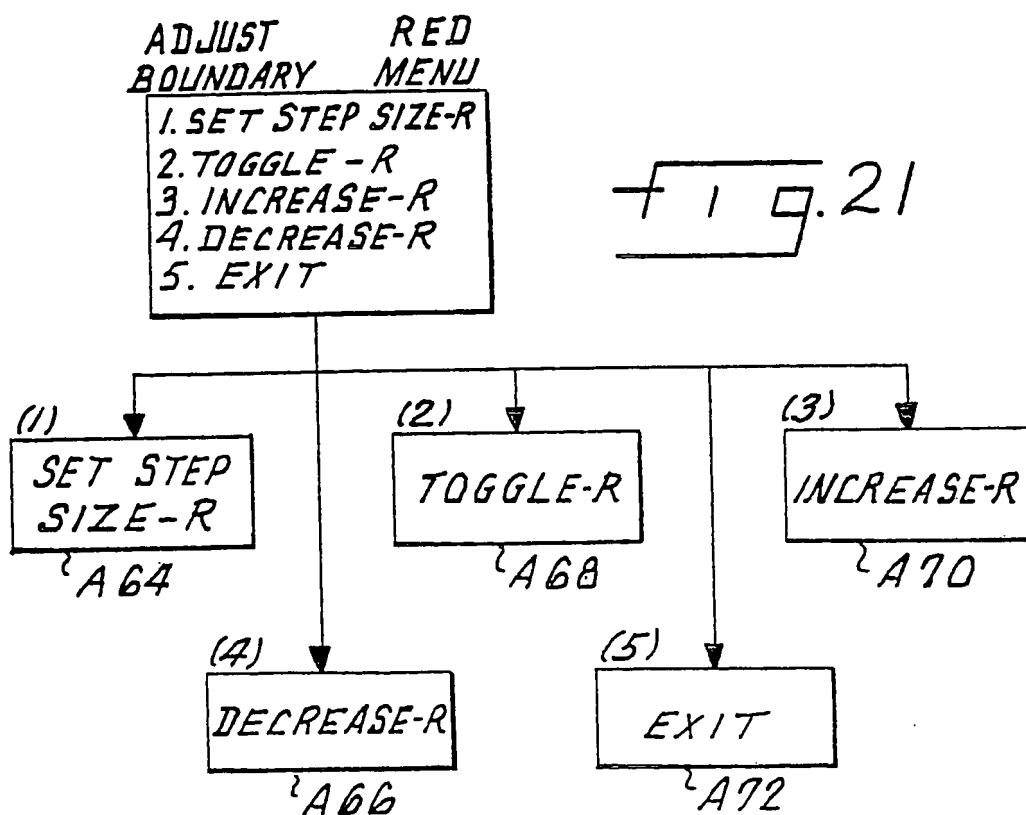 ADJUST RED
BOUNDARY MENU
1. SET STEP SIZE-R
2. TOGGLE-R
3. INCREASE-R
4. DECREASE-R
5. EXIT
fig. 21
(1)
SET STEP
SIZE-R
A64
(2)
TOGGLE-R
A68
(3)
INCREASE-R
A70
(4)
DECREASE-R
A66
(5)
EXIT
A72